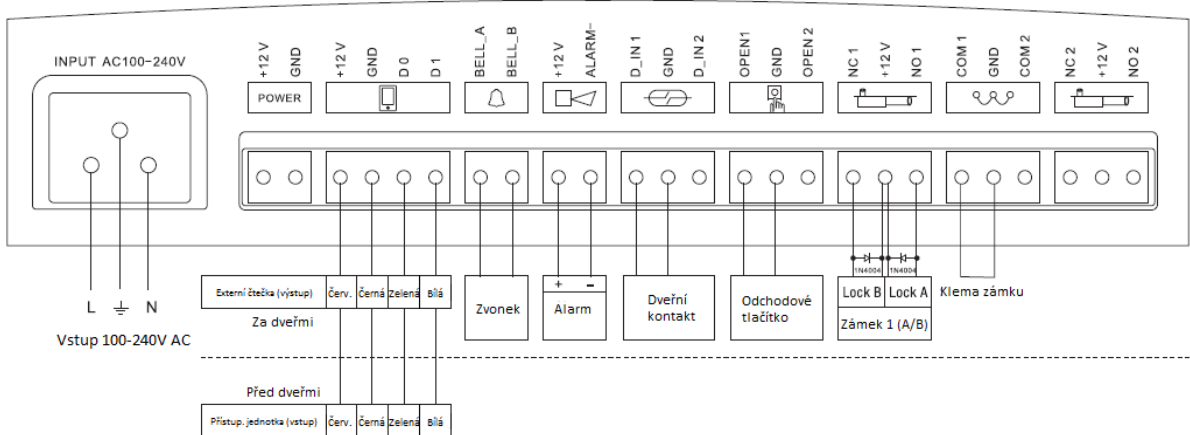 INPUT AC100-240V
+12 V
GND
+12 V
GND
D 0
D 1
BELL_A
BELL_B
+12 V
ALARM-
D_IN 1
GND
D_IN 2
OPEN1
GND
OPEN 2
NC 1
+12 V
NO 1
COM 1
GND
COM 2
NC 2
+12 V
NO 2
POWER
1N4004 1N4004
Externí čtečka (výstup) Červ. Černá Zelená Bílá
+ -
Zvonek
Alarm
Dveřní
kontakt
Odchodové
tlačítko
Lock B Lock A
Zámek 1 (A/B)
Klema zámku
L N
Za dveřmi
Vstup 100-240V AC
Před dveřmi
Přístup. jednotka (vstup) Červ. Černá Zelená Bílá